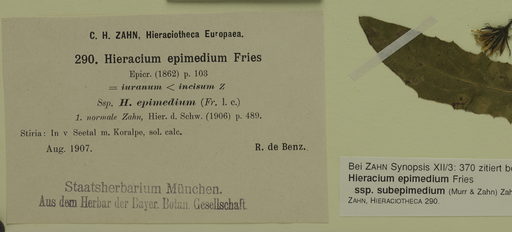 C. H. ZAHN, Hieraciotheca Europaea.
290. Hieracium epimedium Fries
Epicr. (1862) p. 103
= iuranum < incisum Z
Ssp. H. epimedium (Fr. l. c.)
1. normale Zahn, Hier. d. Schw. (1906) p. 489.
Stiria: In v Seetal m. Koralpe, sol. calc.
Aug. 1907. R. de Benz.
Staatsherbarium München.
Aus dem Herbar der Bayer. Botan. Gesellschaft.
Bei ZAHN Synopsis XII/3: 370 zitiert be
Hieracium epimedium Fries
ssp. subepimedium (Murr & Zahn) Zah
ZAHN, HIERACIOTHECA 290.